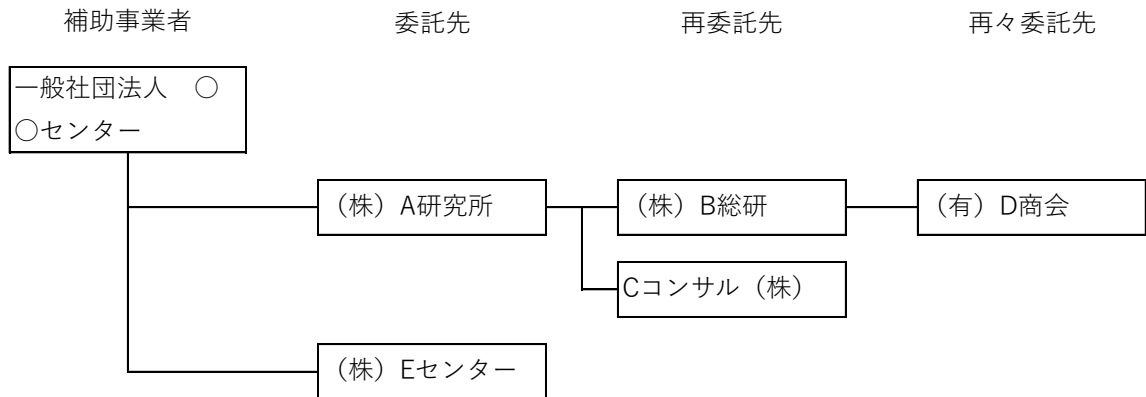 補助事業者 委託先 再委託先 再々委託先
一般社団法人　○
○センター
（株）A研究所 （株）B総研 （有）D商会
Cコンサル（株）
（株）Eセンター